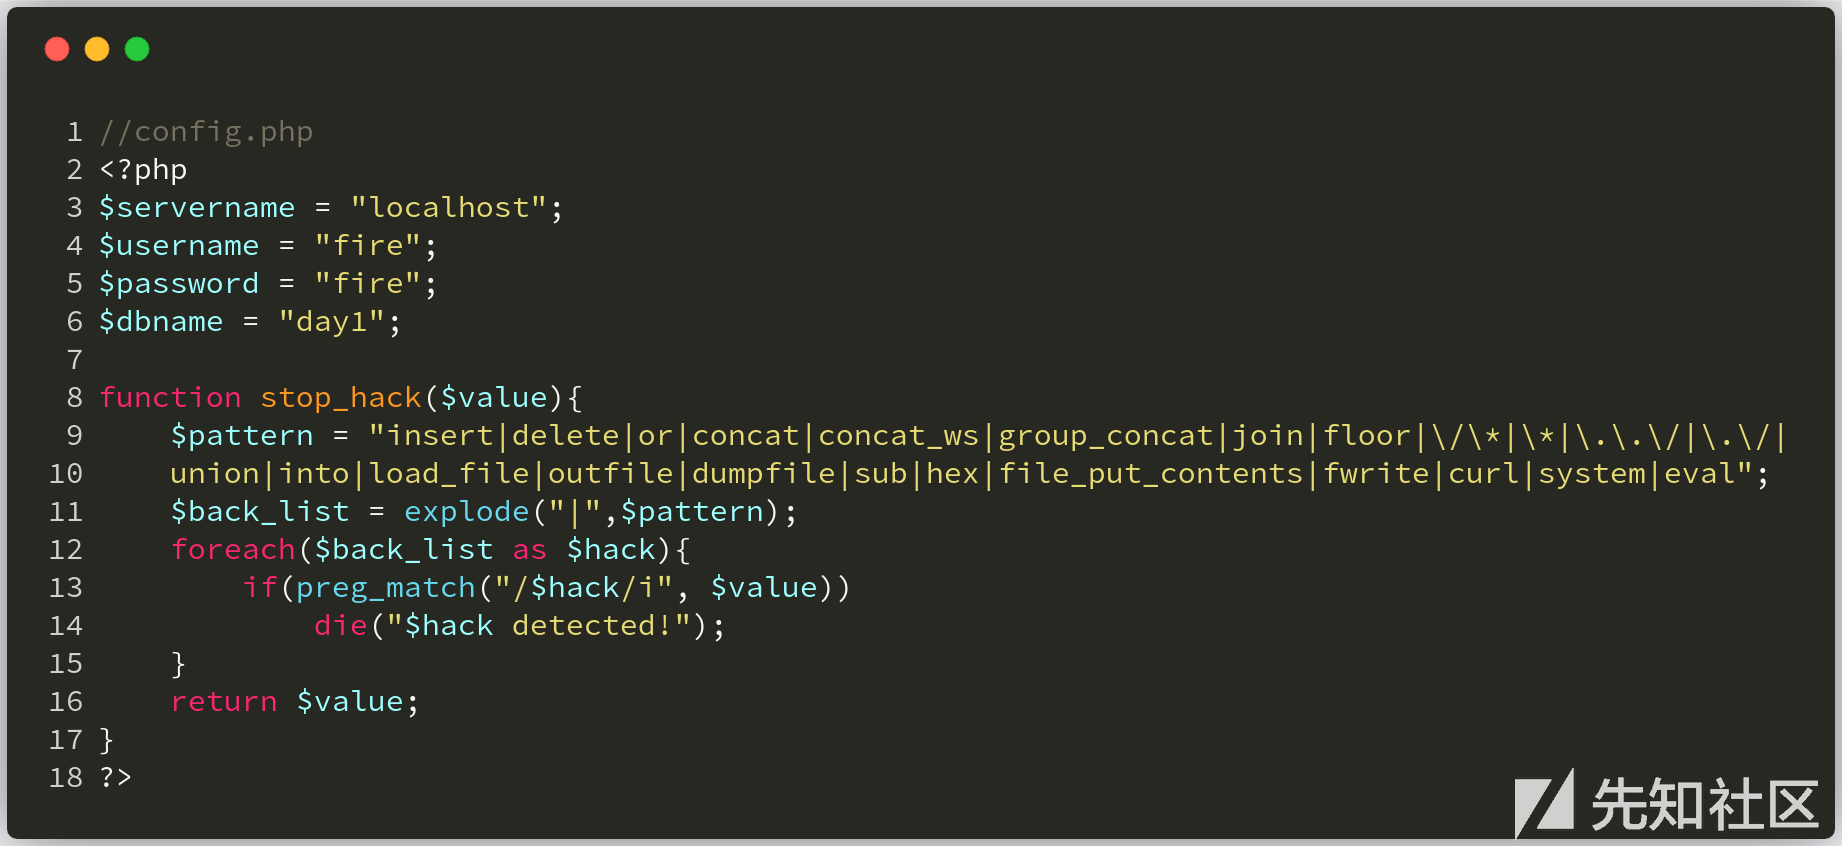 1 //config.php
2 <?php
3 $servername = "localhost";
4 $username = "fire";
5 $password = "fire";
6 $dbname = "day1";
7
8 function stop_hack($value){
9     $pattern = "insert|delete|or|concat|concat_ws|group_concat|join|floor|\/\*|\*|\.\.\/|\.\/|
10     union|into|load_file|outfile|dumpfile|sub|hex|file_put_contents|fwrite|curl|system|eval";
11     $back_list = explode("|",$pattern);
12     foreach($back_list as $hack){
13         if(preg_match("/$hack/i", $value))
14             die("$hack detected!");
15     }
16     return $value;
17 }
18 ?>
先知社区